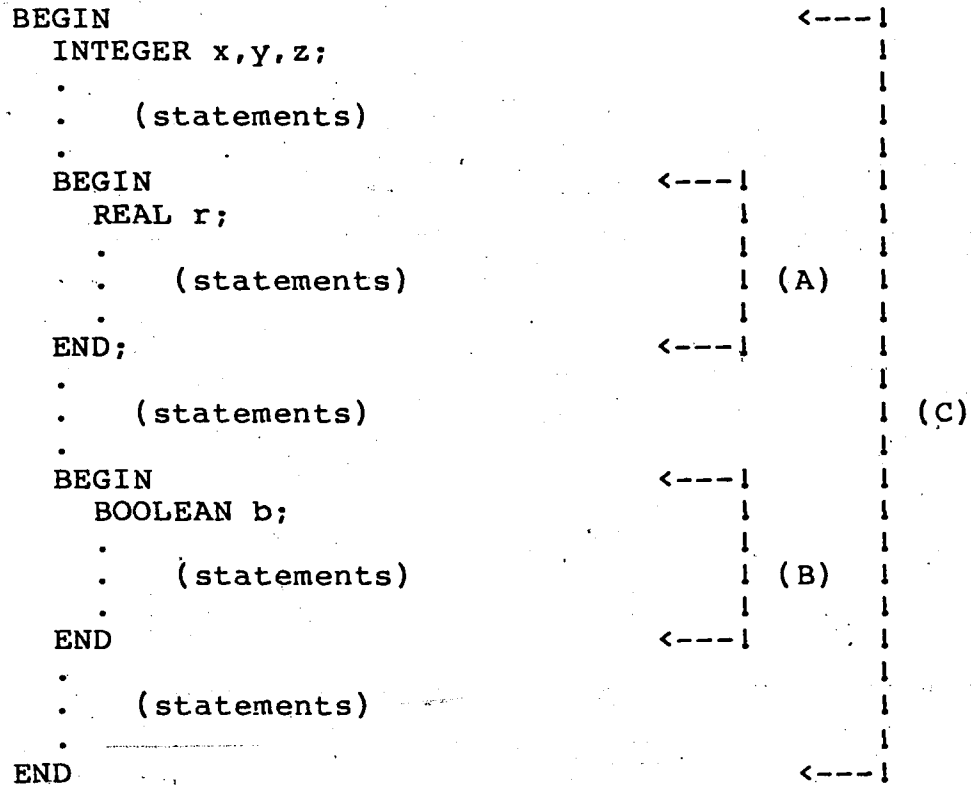 BEGIN                                  <---!
  INTEGER x,y,z;                           !
  .                                        !
  .   (statements)                         !
  .                                        !
  BEGIN                         <---!      !
    REAL r;                         !      !
    .                               !      !
    .   (statements)                ! (A)  !
    .                               !      !
  END;                          <---!      !
  .                                        !
  .   (statements)                         ! (C)
  .                                        !
  BEGIN                         <---!      !
    BOOLEAN b;                      !      !
    .                               !      !
    .   (statements)                ! (B)  !
    .                               !      !
  END                           <---!      !
  .                                        !
  .   (statements)                         !
  .                                        !
END                                    <---!